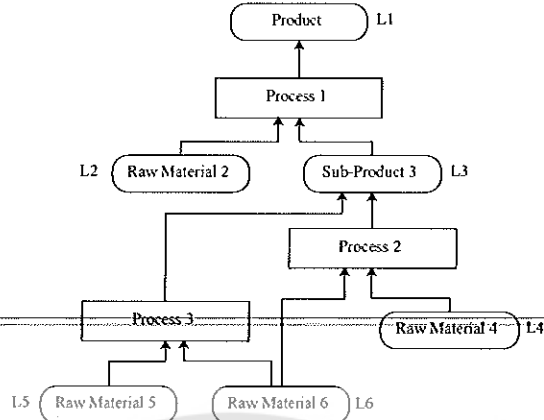 Product L1
Process 1
L2 Raw Material 2 Sub-Product 3 L3
Process 2
Process 3
Raw Material 4 L4
L5 Raw Material 5 Raw Material 6 L6